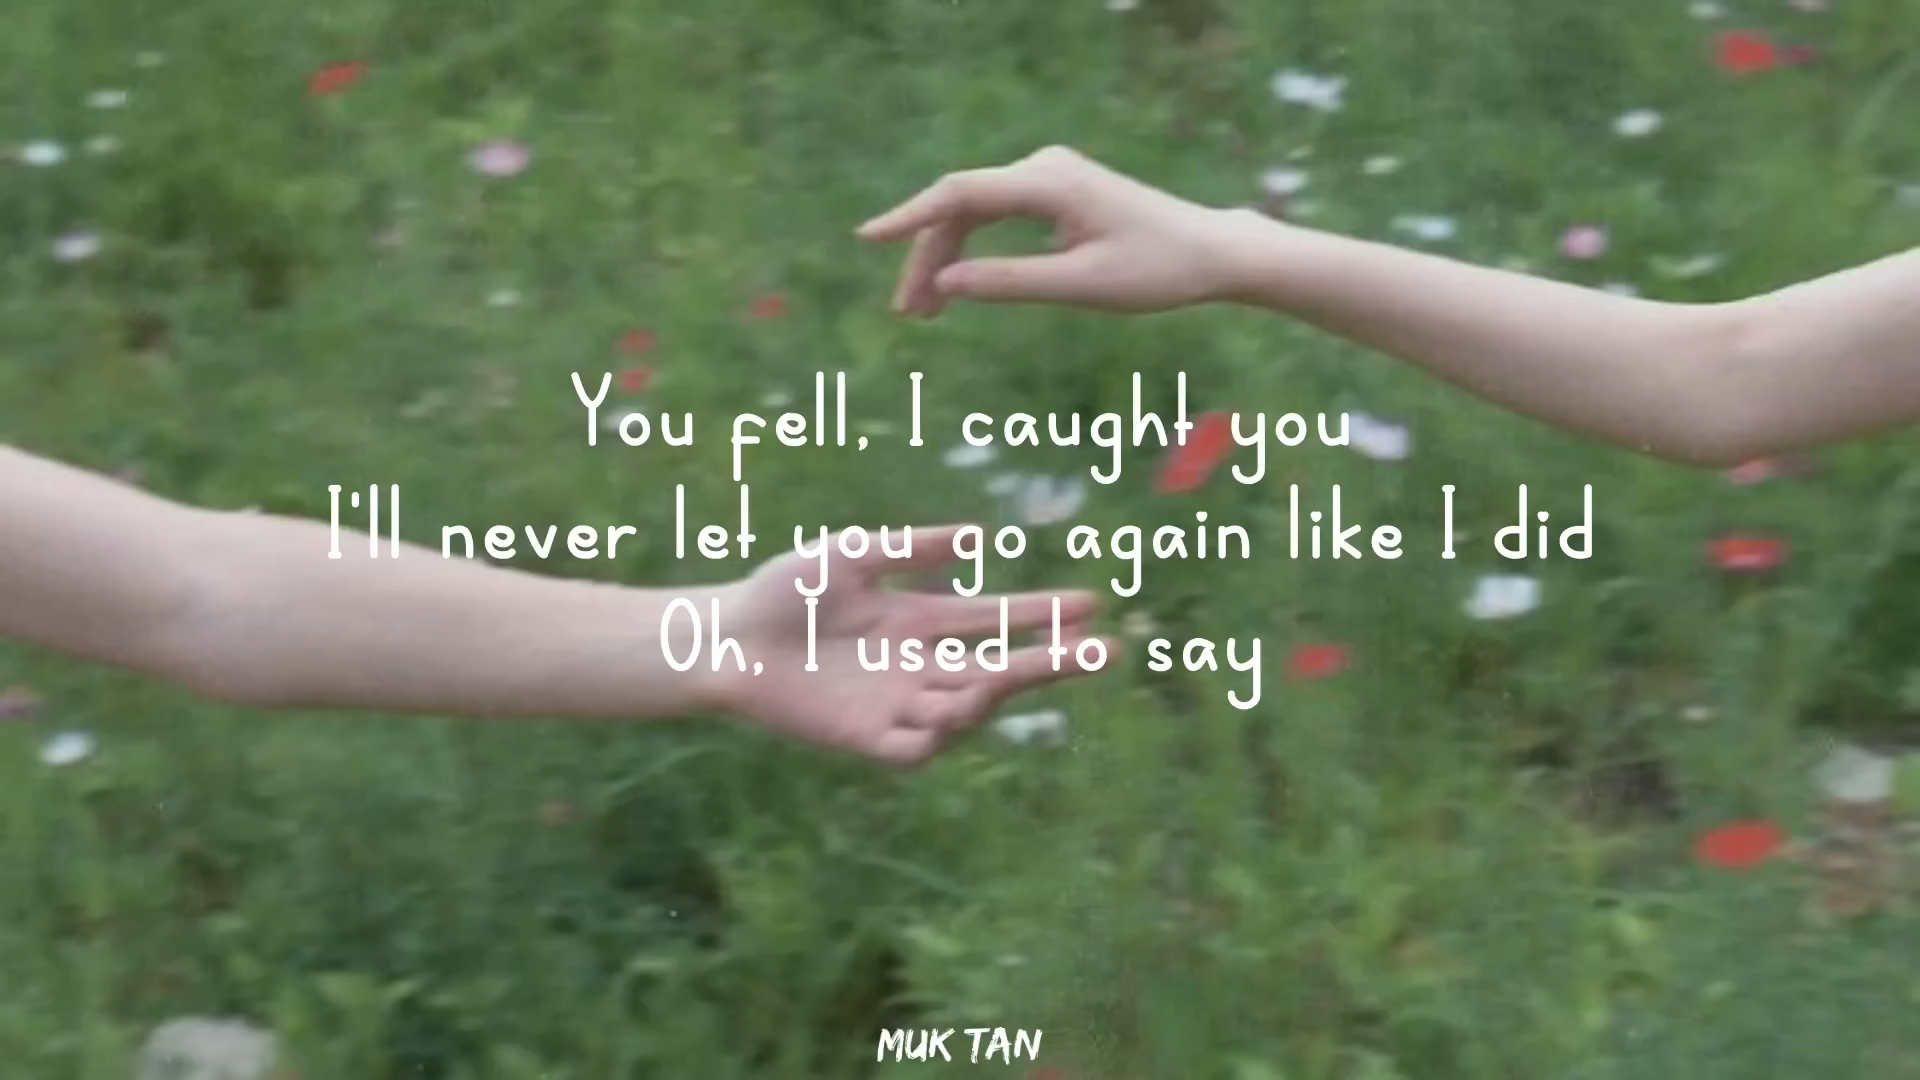 You fell, I caught you
I'll never let you go again like I did
Oh, I used to say
MUK TAN